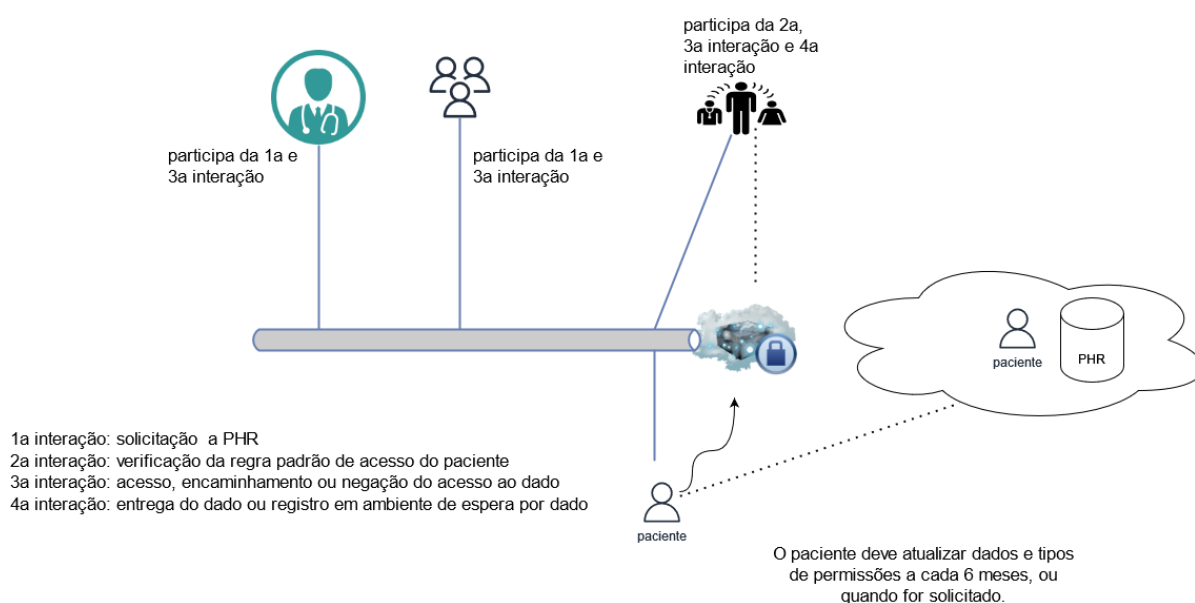 participa da 2a,
3a interação e 4a
interação
participa da 1a e
3a interação
participa da 1a e
3a interação
paciente
PHR
1a interação: solicitação a PHR
2a interação: verificação da regra padrão de acesso do paciente
3a interação: acesso, encaminhamento ou negação do acesso ao dado
4a interação: entrega do dado ou registro em ambiente de espera por dado
paciente
O paciente deve atualizar dados e tipos
de permissões a cada 6 meses, ou
quando for solicitado.